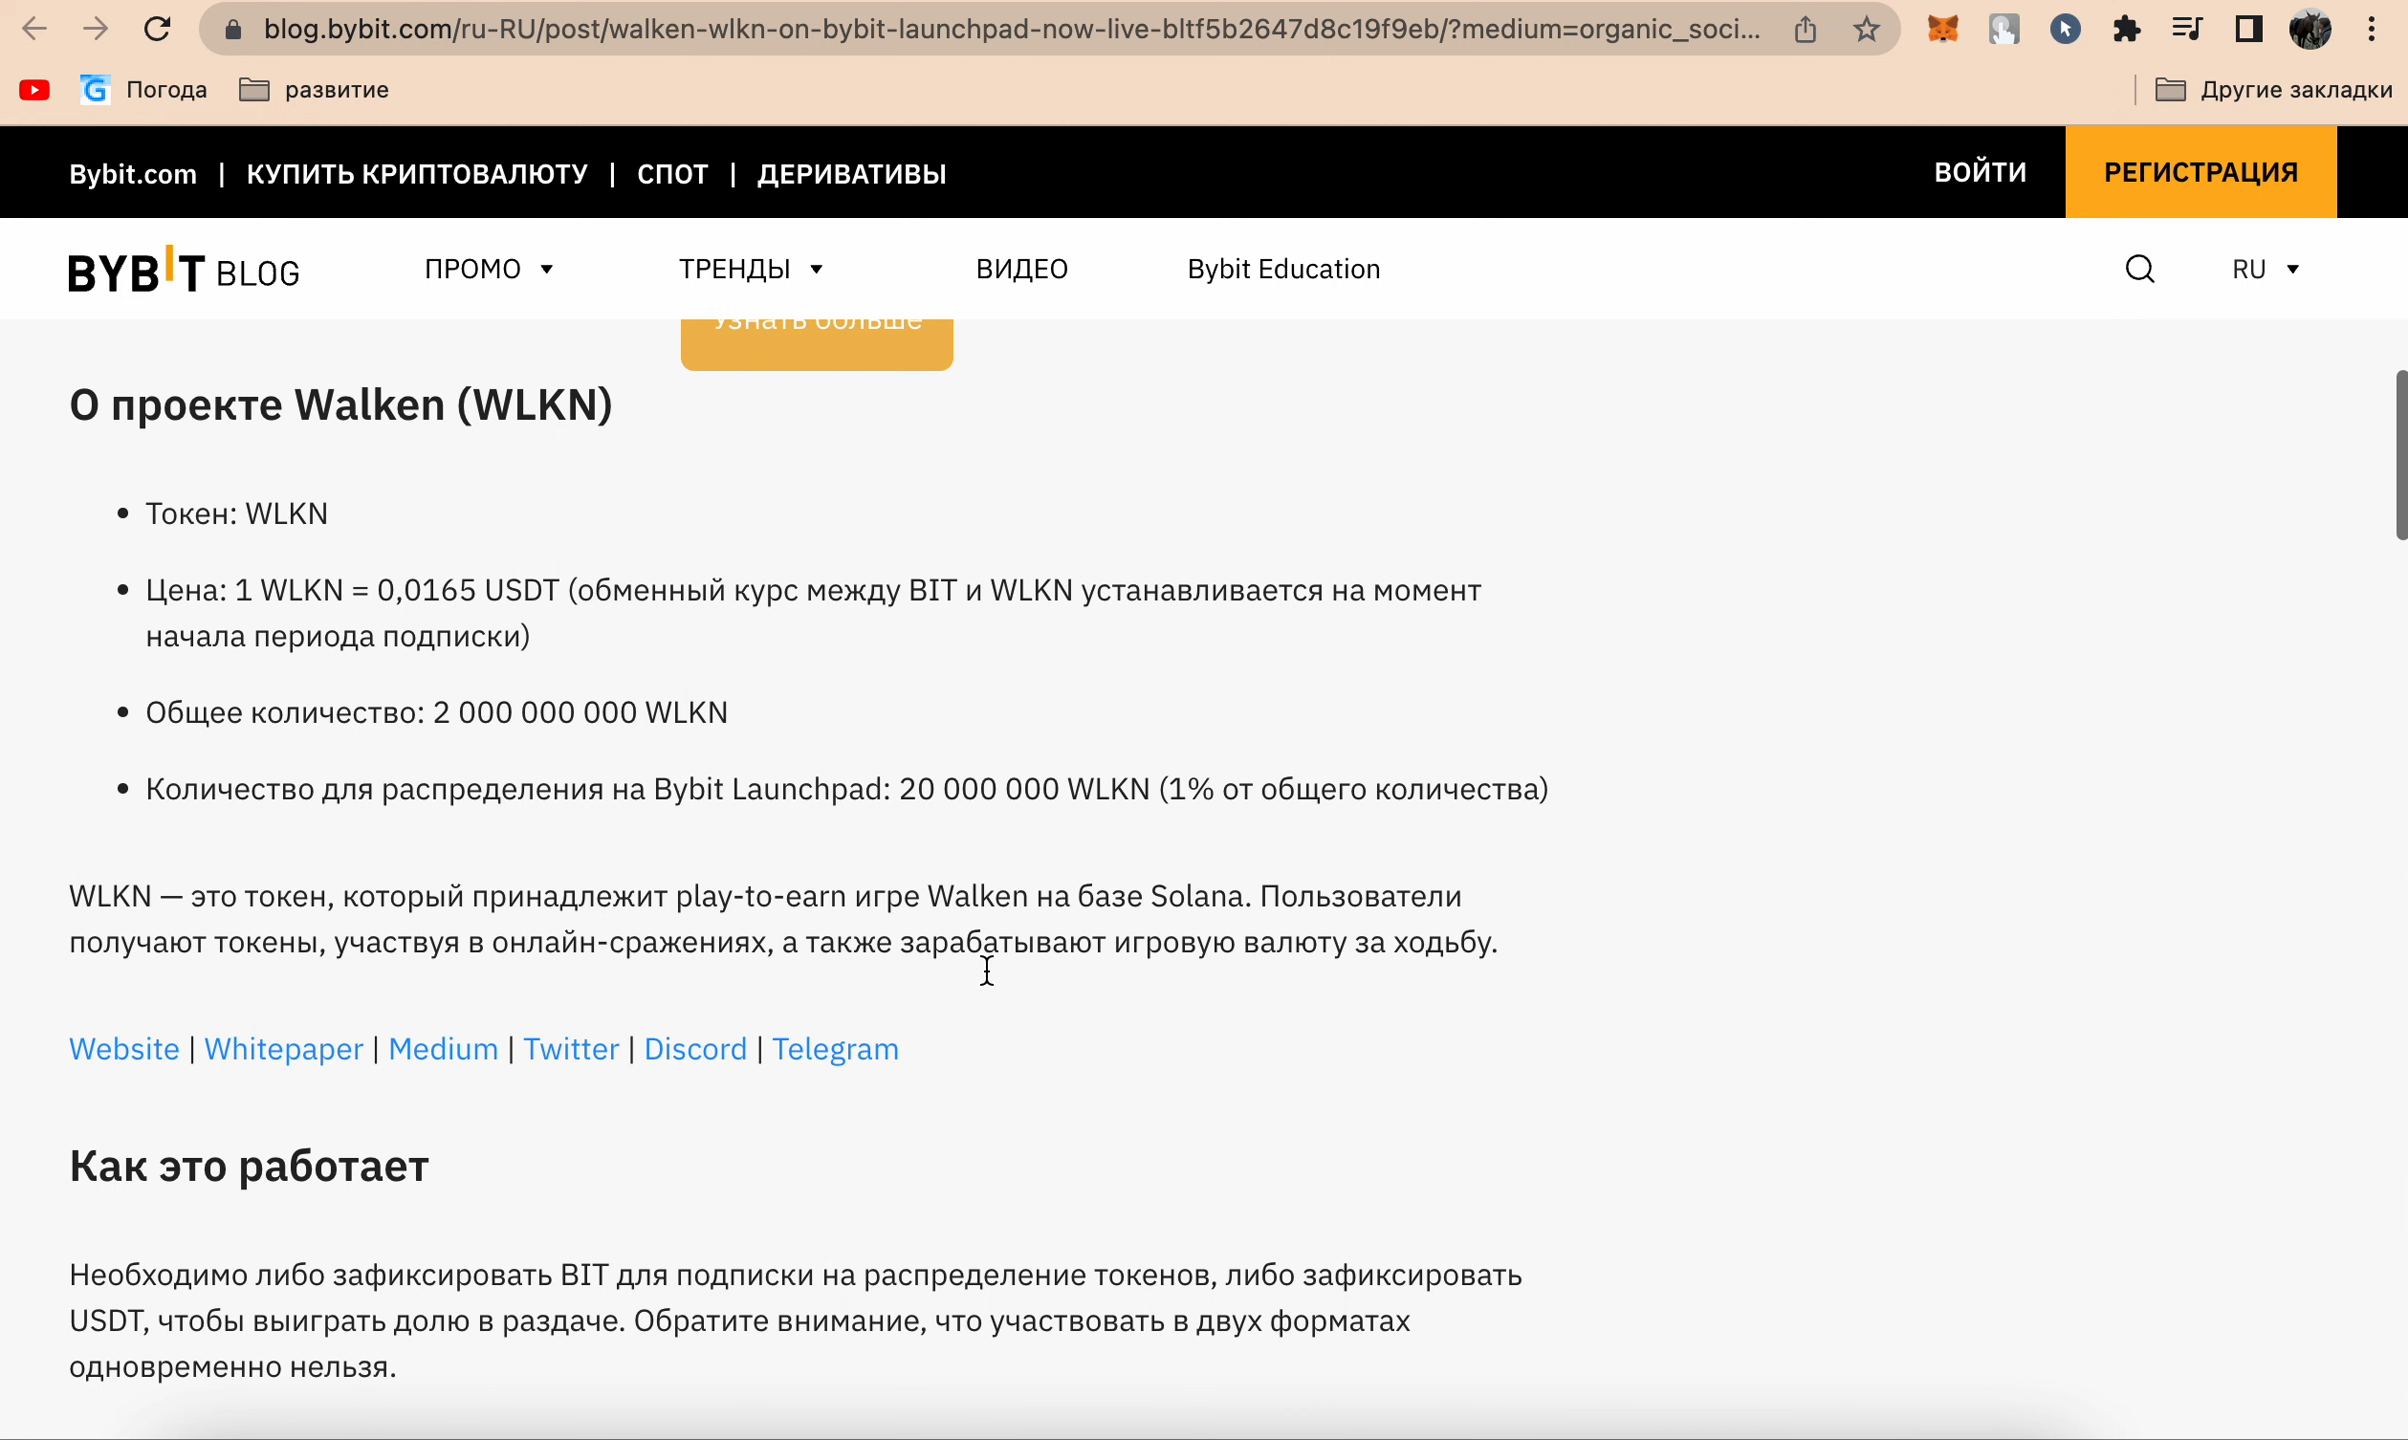 blog.bybit.com/ru-RU/post/walken-wlkn-on-bybit-launchpad-now-live-bltf5b2647d8c19f9eb/?medium=organic_soci...
Погода развитие Другие закладки
Bybit.com | КУПИТЬ КРИПТОВАЛЮТУ | СПОТ | ДЕРИВАТИВЫ ВОЙТИ РЕГИСТРАЦИЯ
BYBIT BLOG ПРОМО ТРЕНДЫ ВИДЕО Bybit Education RU
Узнать больше
О проекте Walken (WLKN)
• Токен: WLKN
• Цена: 1 WLKN = 0,0165 USDT (обменный курс между BIT и WLKN устанавливается на момент
начала периода подписки)
• Общее количество: 2 000 000 000 WLKN
• Количество для распределения на Bybit Launchpad: 20 000 000 WLKN (1% от общего количества)
WLKN — это токен, который принадлежит play-to-earn игре Walken на базе Solana. Пользователи
получают токены, участвуя в онлайн-сражениях, а также зарабатывают игровую валюту за ходьбу.
Website | Whitepaper | Medium | Twitter | Discord | Telegram
Как это работает
Необходимо либо зафиксировать BIT для подписки на распределение токенов, либо зафиксировать
USDT, чтобы выиграть долю в раздаче. Обратите внимание, что участвовать в двух форматах
одновременно нельзя.